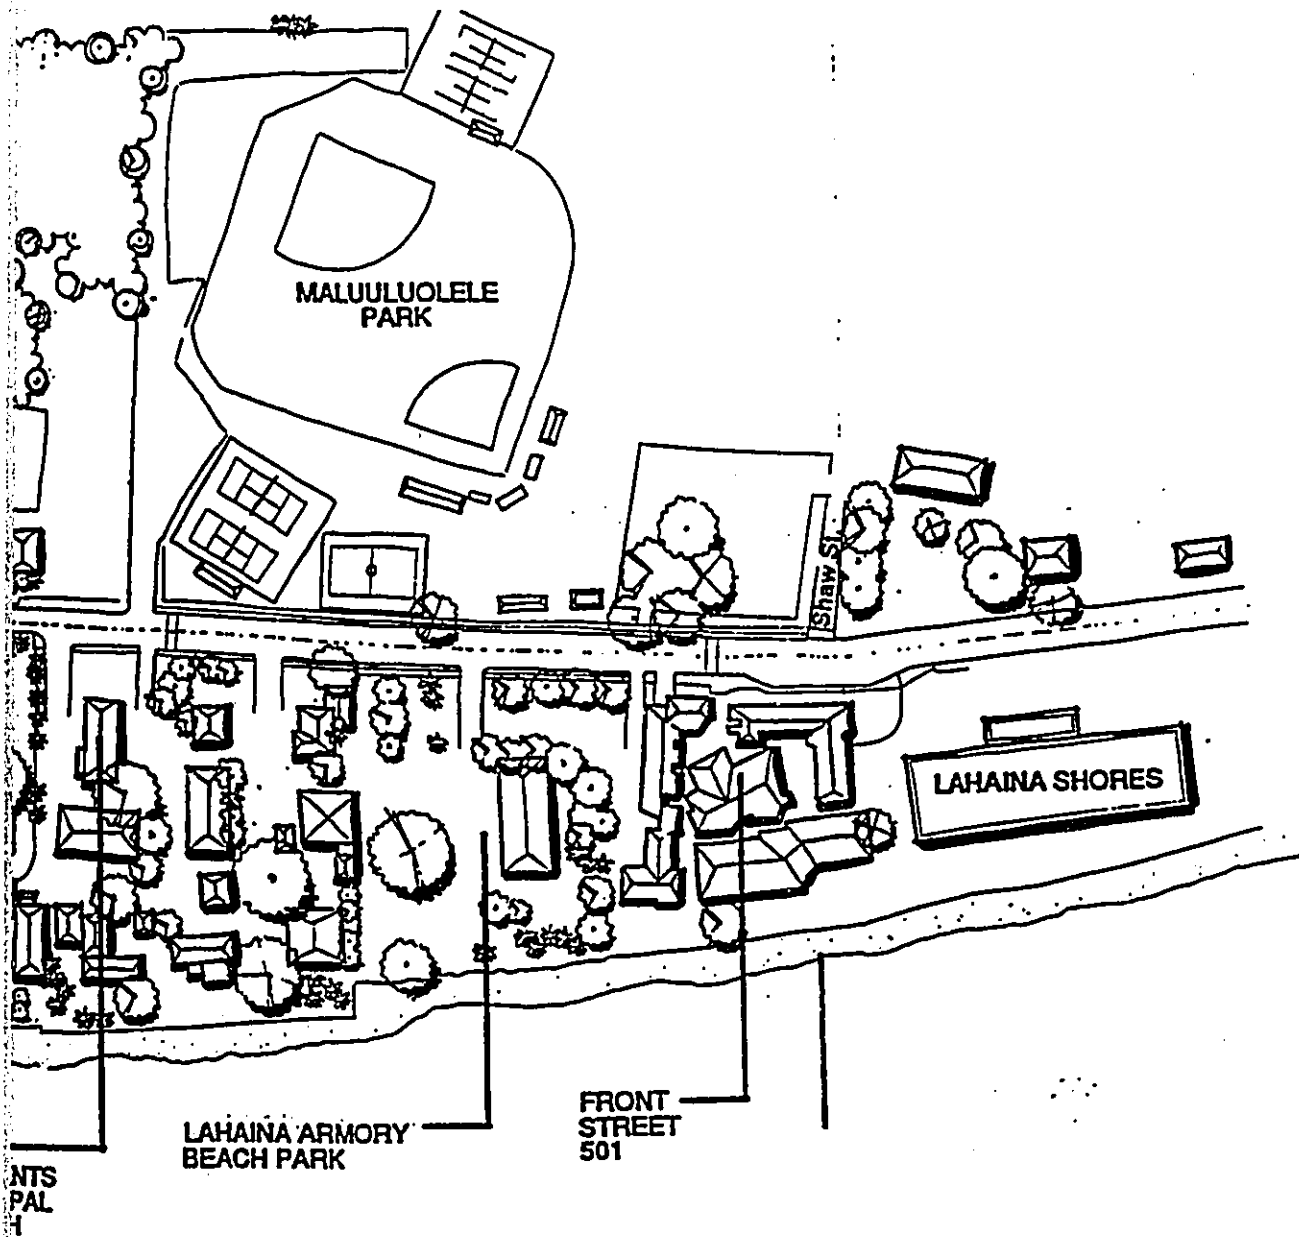 MALUULUOLELE
PARK
Shaw St.
LAHAINA SHORES
FRONT
STREET
501
LAHAINA ARMORY
BEACH PARK
NTS
PAL
H